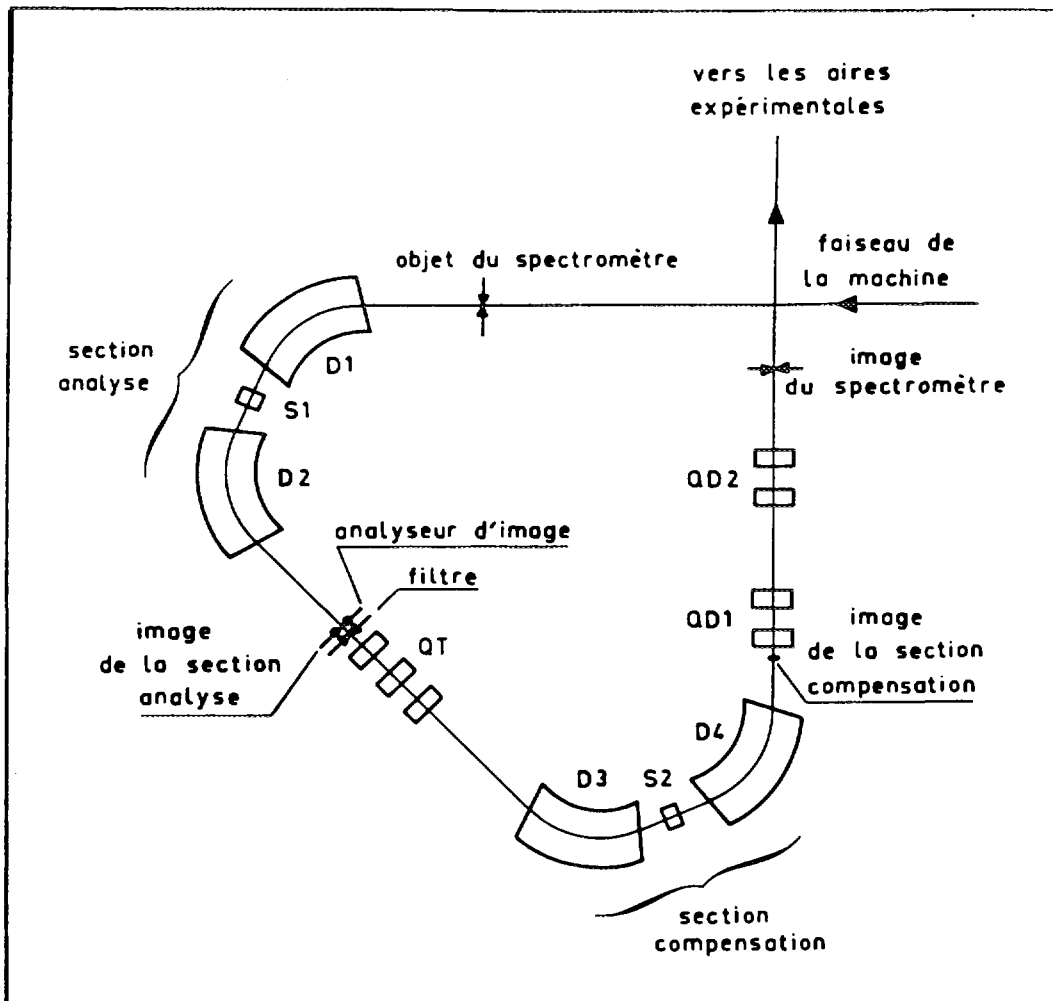 vers les aires
expérimentales
faiseau de
la machine
objet du spectromètre
image
du spectromètre
section
analyse
D1
S1
D2
QD2
analyseur d'image
filtre
image
de la section
analyse
QT
QD1
image
de la section
compensation
D4
D3
S2
section
compensation